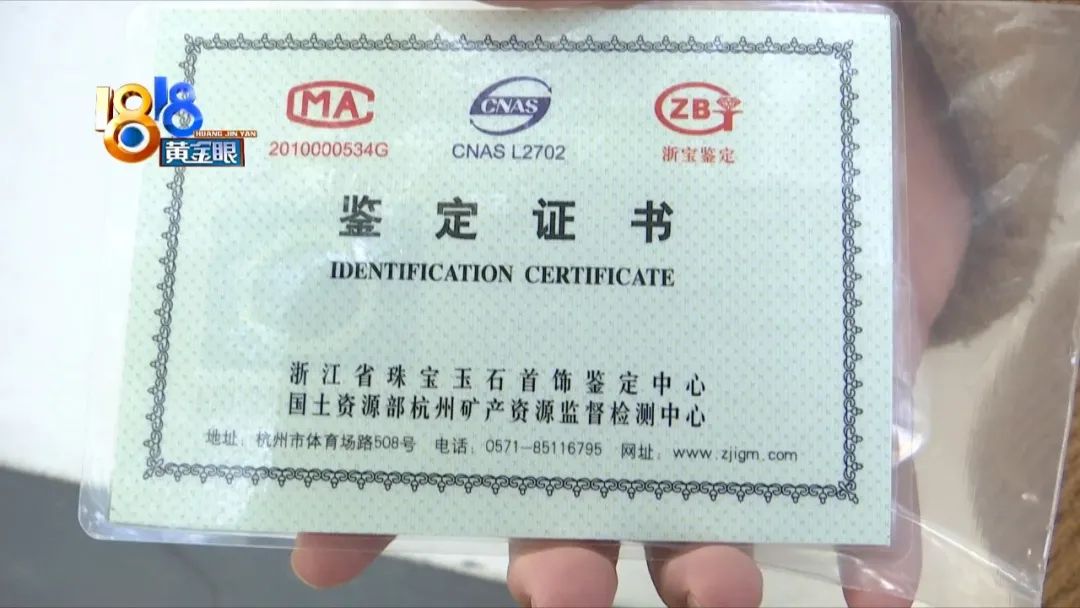 1818
HUANG JIN YAN
黄金眼
MA
2010000534G
CNAS
CNAS L2702
ZB
浙宝鉴定
鉴定证书
IDENTIFICATION CERTIFICATE
浙江省珠宝玉石首饰鉴定中心
国土资源部杭州矿产资源监督检测中心
地址：杭州市体育场路508号 电话：0571-85116795 网址：www.zjigm.com